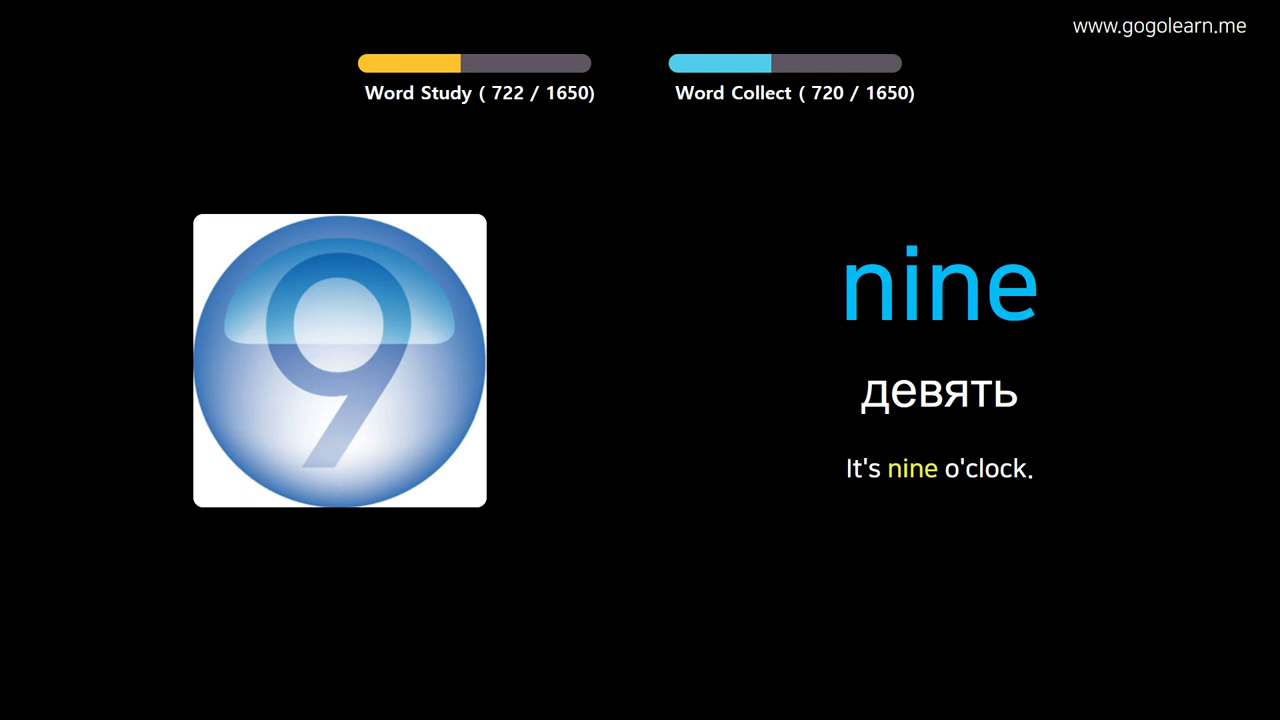 www.gogolearn.me
Word Study ( 722 / 1650)
Word Collect ( 720 / 1650)
9
nine
девять
It's nine o'clock.